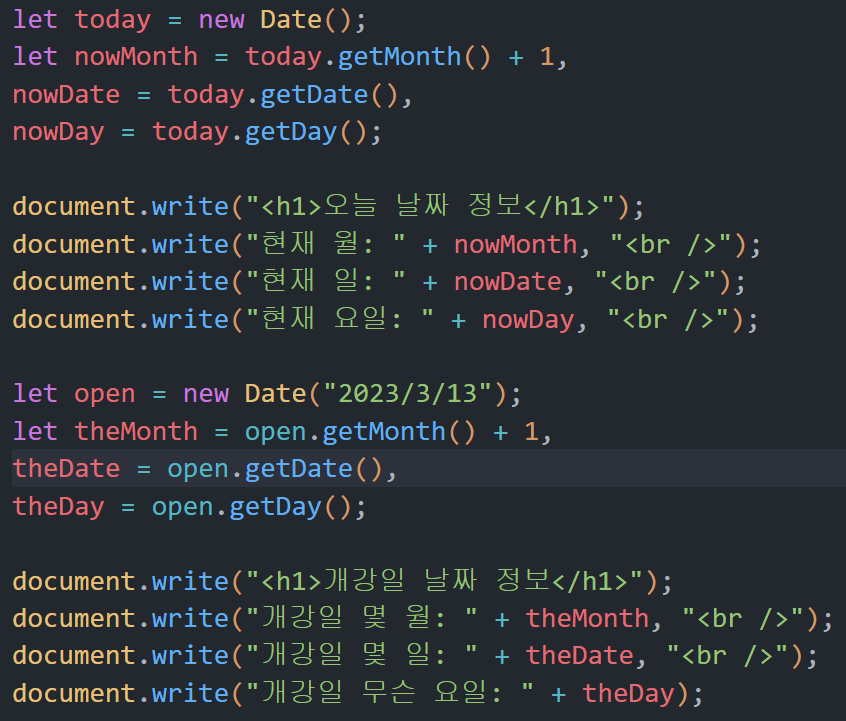 let today = new Date();
let nowMonth = today.getMonth() + 1,
nowDate = today.getDate(),
nowDay = today.getDay();
document.write("<h1>오늘 날짜 정보</h1>");
document.write("현재 월: " + nowMonth, "<br />");
document.write("현재 일: " + nowDate, "<br />");
document.write("현재 요일: " + nowDay, "<br />");
let open = new Date("2023/3/13");
let theMonth = open.getMonth() + 1,
theDate = open.getDate(),
theDay = open.getDay();
document.write("<h1>개강일 날짜 정보</h1>");
document.write("개강일 몇 월: " + theMonth, "<br />");
document.write("개강일 몇 일: " + theDate, "<br />");
document.write("개강일 무슨 요일: " + theDay);